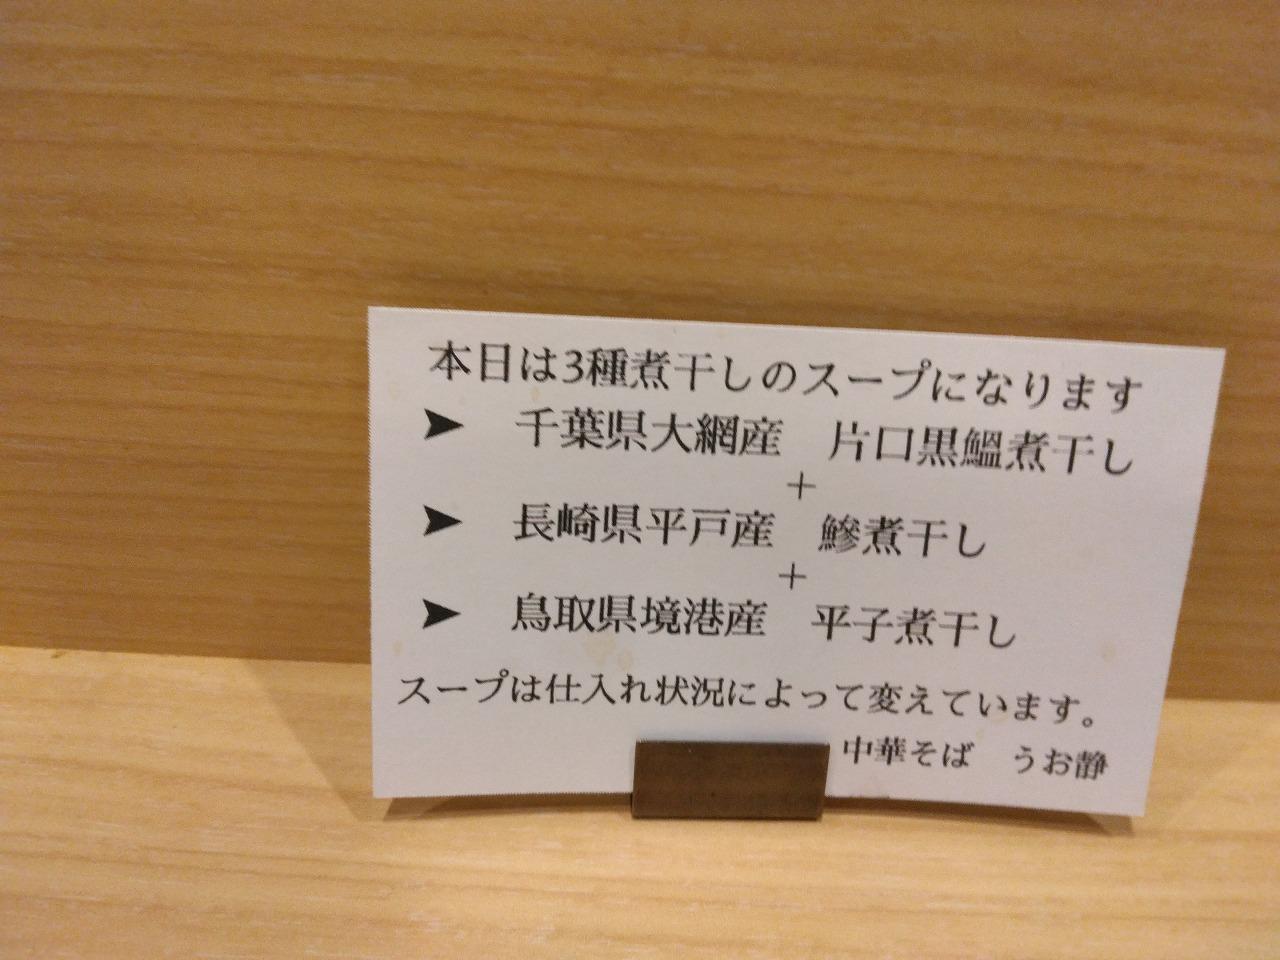 本日は3種煮干しのスープになります
➤ 千葉県大網産 片口黒鰮煮干し
+
➤ 長崎県平戸産 鯵煮干し
+
➤ 鳥取県境港産 平子煮干し
スープは仕入れ状況によって変えています。
中華そば うお静